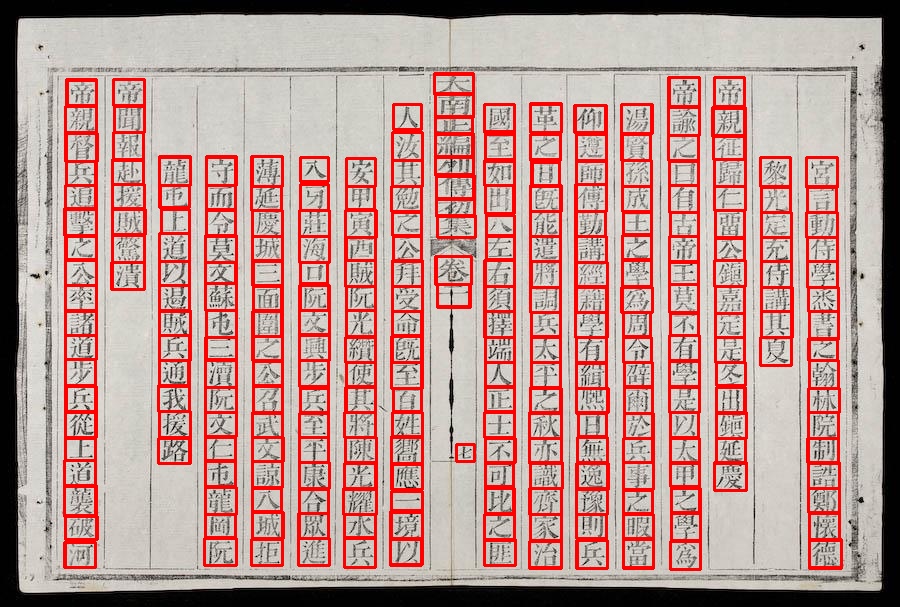 宮言動侍學悉書之翰林院制誥鄭懷德
黎光定充侍講其夏
帝親征歸仁留公鎭嘉定是冬出鎭延慶
帝諭之曰自古帝王莫不有學是以太甲之學爲
湯賢孫成王之學爲周令辟爾於兵事之暇當
仰遵師傅勤講經籍學有緝熙日無逸豫則兵
革之日旣能遣將調兵太平之秋亦識齊家治
國至如出入左右須擇端人正士不可比之匪
大南正編列傳初集 卷二 七
人汝其勉之公拜受命旣至百姓嚮應一境以
安甲寅西賊阮光纘使其將陳光耀水兵
入牙莊海口阮文興步兵至平康合眾進
薄延慶城三面圍之公召武文諒入城拒
守而令莫文蘇屯三瀆阮文仁屯龍岡阮
龍屯上道以遏賊兵通我援路
帝聞報赴援賊驚潰
帝親督兵追擊之公率諸道步兵從上道襲破河